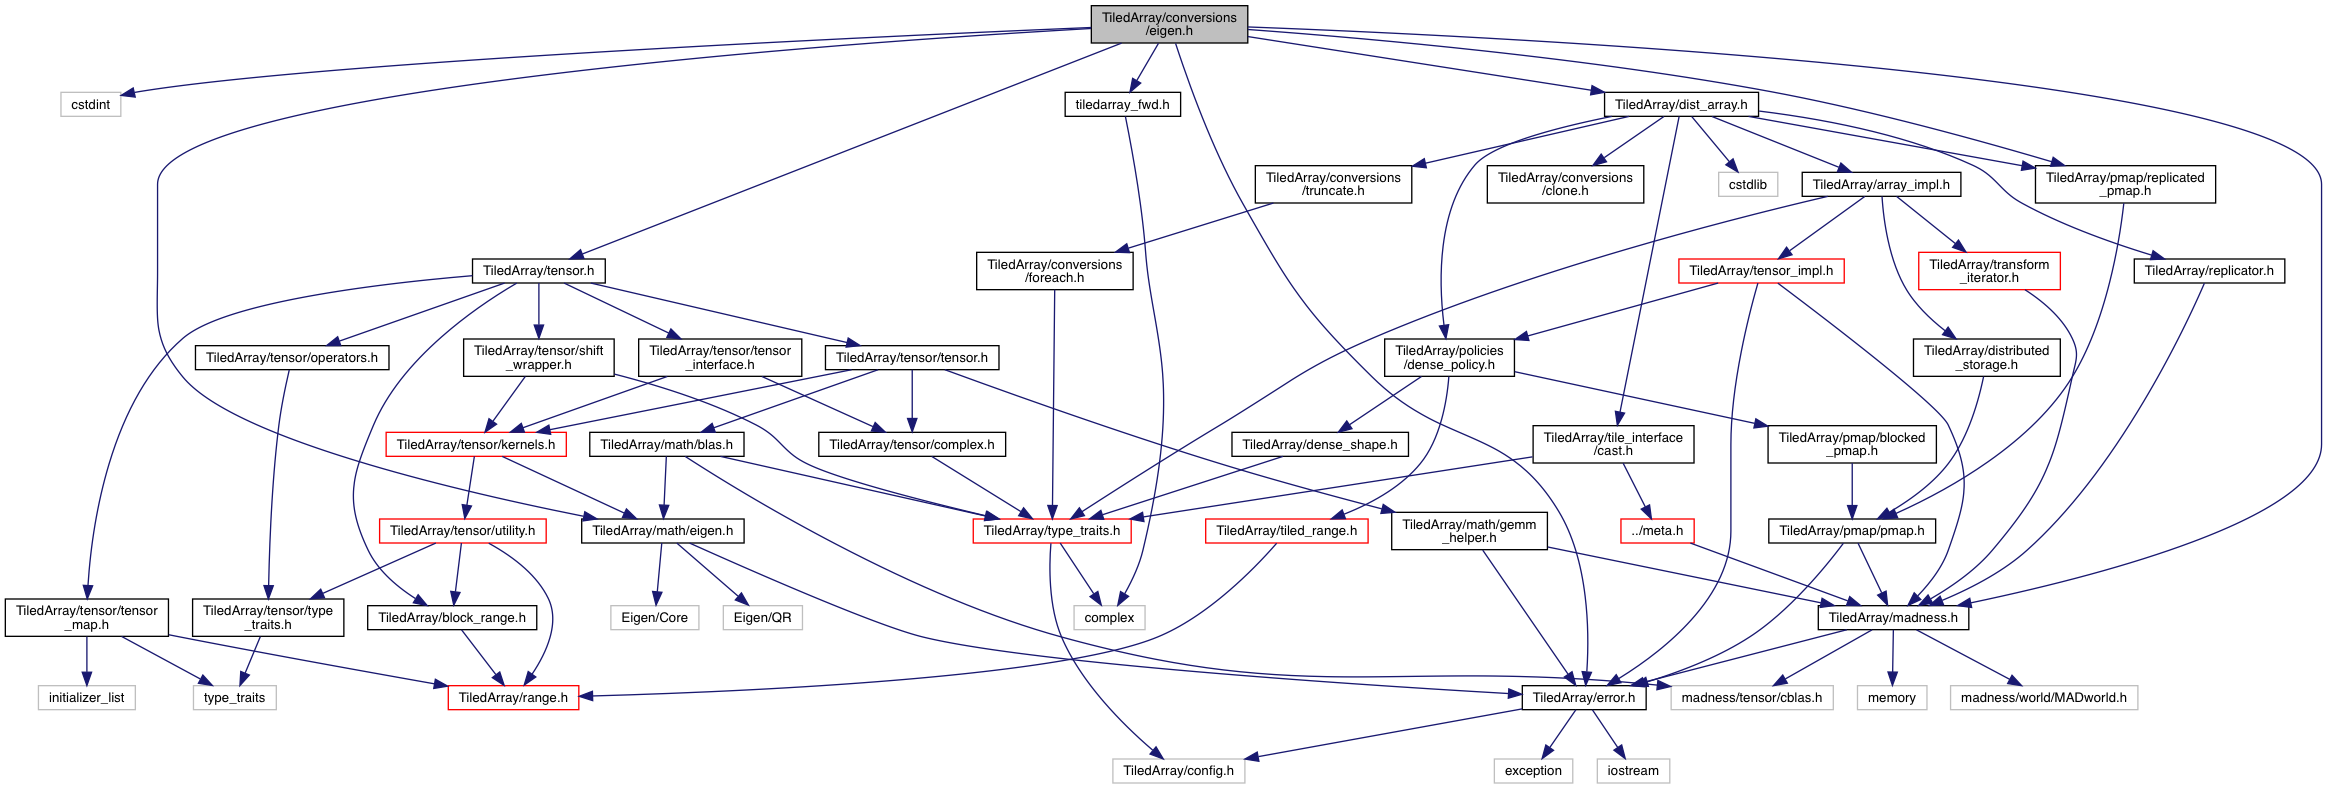 TiledArray/conversions
/eigen.h
cstdint
tiledarray_fwd.h
TiledArray/dist_array.h
TiledArray/conversions
/truncate.h
TiledArray/conversions
/clone.h
cstdlib
TiledArray/array_impl.h
TiledArray/pmap/replicated
_pmap.h
TiledArray/tensor.h
TiledArray/conversions
/foreach.h
TiledArray/tensor_impl.h
TiledArray/transform
_iterator.h
TiledArray/replicator.h
TiledArray/tensor/operators.h
TiledArray/tensor/shift
_wrapper.h
TiledArray/tensor/tensor
_interface.h
TiledArray/tensor/tensor.h
TiledArray/policies
/dense_policy.h
TiledArray/distributed
_storage.h
TiledArray/tensor/kernels.h
TiledArray/math/blas.h
TiledArray/tensor/complex.h
TiledArray/dense_shape.h
TiledArray/tile_interface
/cast.h
TiledArray/pmap/blocked
_pmap.h
TiledArray/tensor/utility.h
TiledArray/math/eigen.h
TiledArray/type_traits.h
TiledArray/tiled_range.h
TiledArray/math/gemm
_helper.h
../meta.h
TiledArray/pmap/pmap.h
TiledArray/tensor/tensor
_map.h
TiledArray/tensor/type
_traits.h
TiledArray/block_range.h
Eigen/Core
Eigen/QR
complex
TiledArray/madness.h
initializer_list
type_traits
TiledArray/range.h
TiledArray/error.h
madness/tensor/cblas.h
memory
madness/world/MADworld.h
TiledArray/config.h
exception
iostream